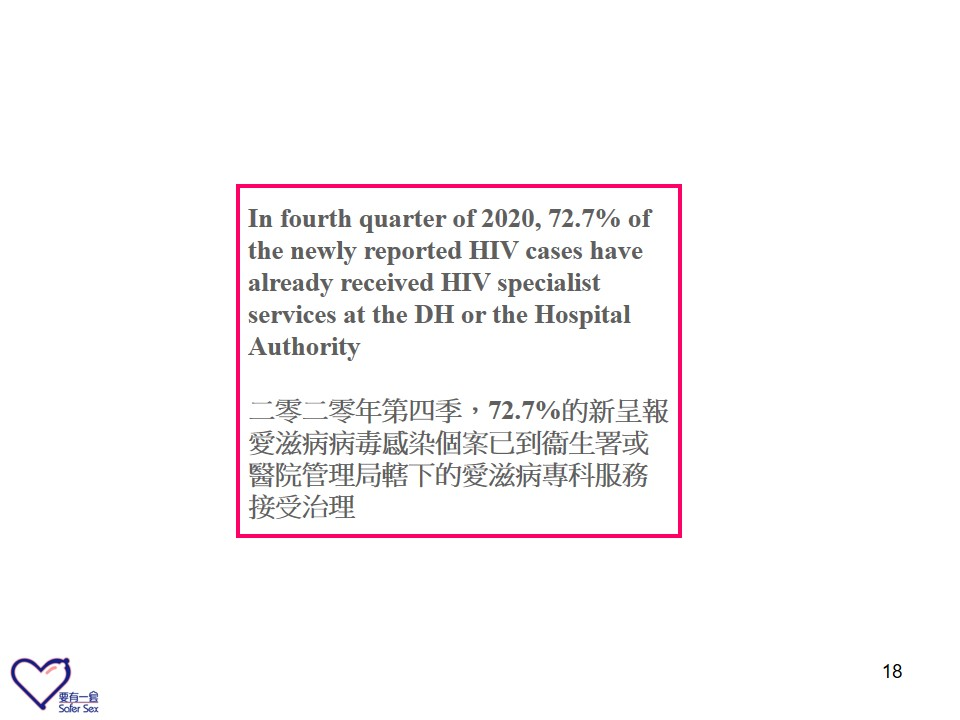 In fourth quarter of 2020, 72.7% of
the newly reported HIV cases have
already received HIV specialist
services at the DH or the Hospital
Authority
二零二零年第四季，72.7%的新呈報
愛滋病病毒感染個案已到衞生署或
醫院管理局轄下的愛滋病專科服務
接受治理
要有一套
Safer Sex
18